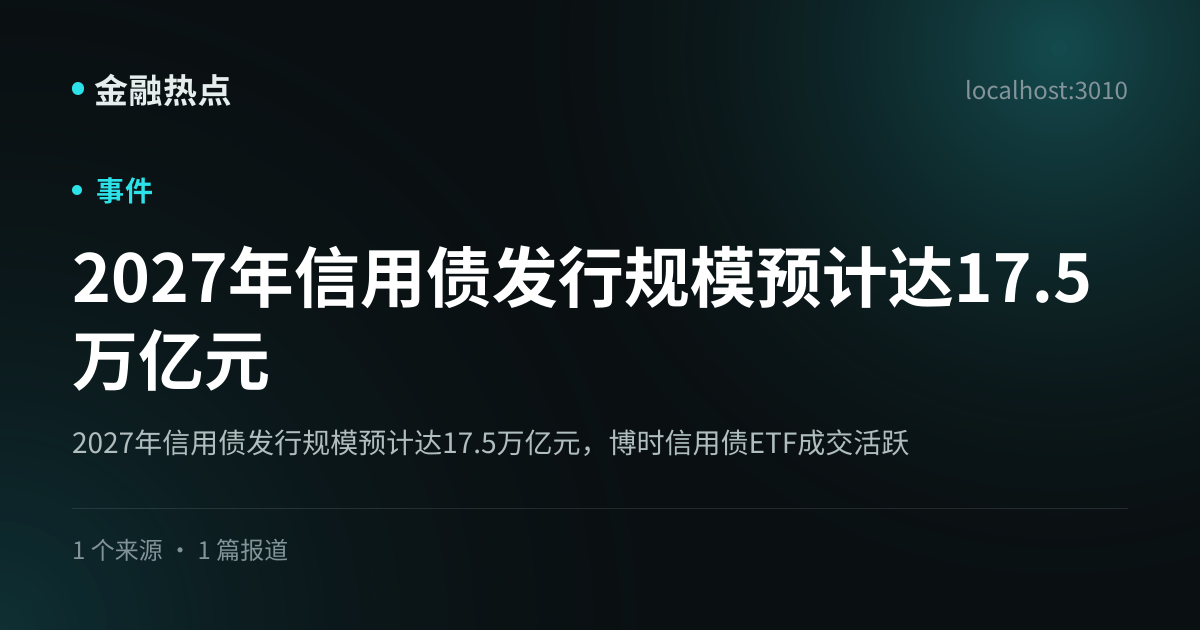 金融热点
localhost:3010
事件
2027年信用债发行规模预计达17.5
万亿元
2027年信用债发行规模预计达17.5万亿元，博时信用债ETF成交活跃
1 个来源 · 1 篇报道